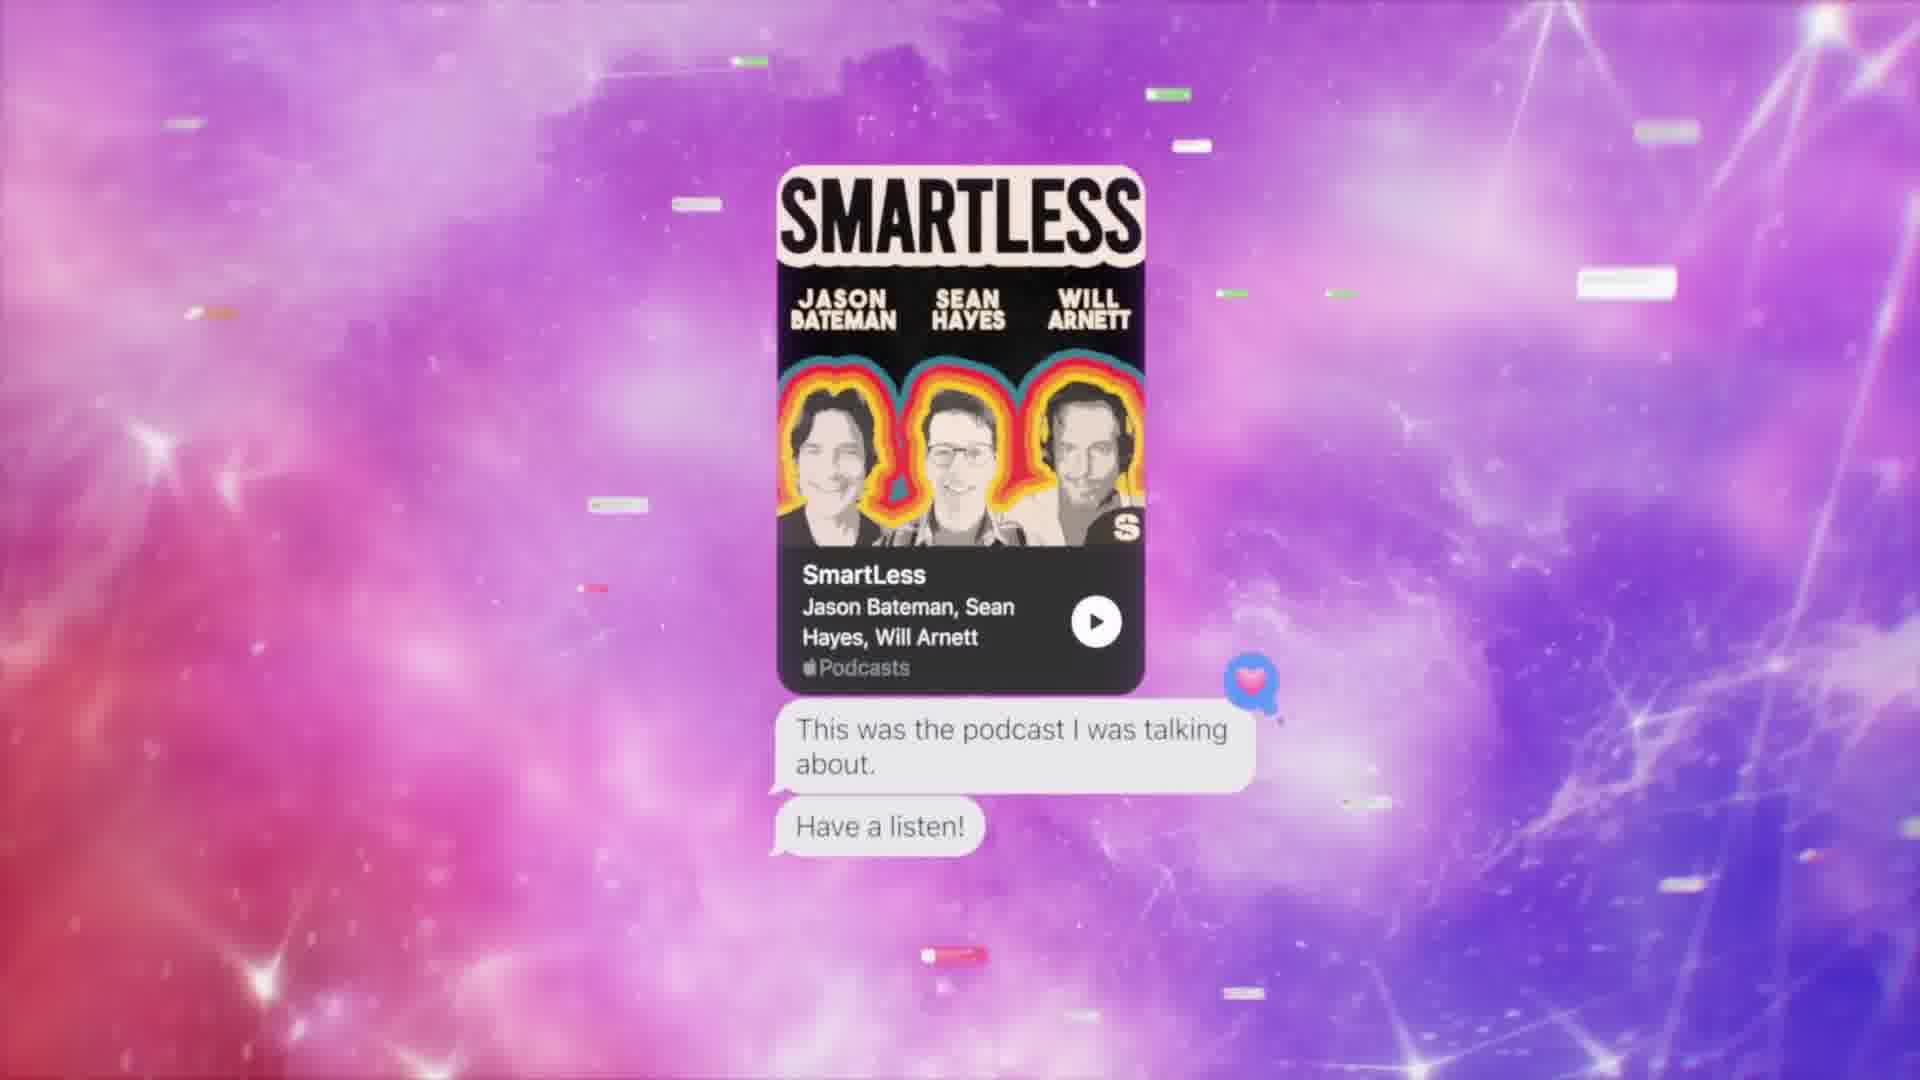 SMARTLESS
JASON BATEMAN
SEAN HAYES
WILL ARNETT
S
SmartLess
Jason Bateman, Sean
Hayes, Will Arnett
Podcasts
This was the podcast I was talking
about.
Have a listen!